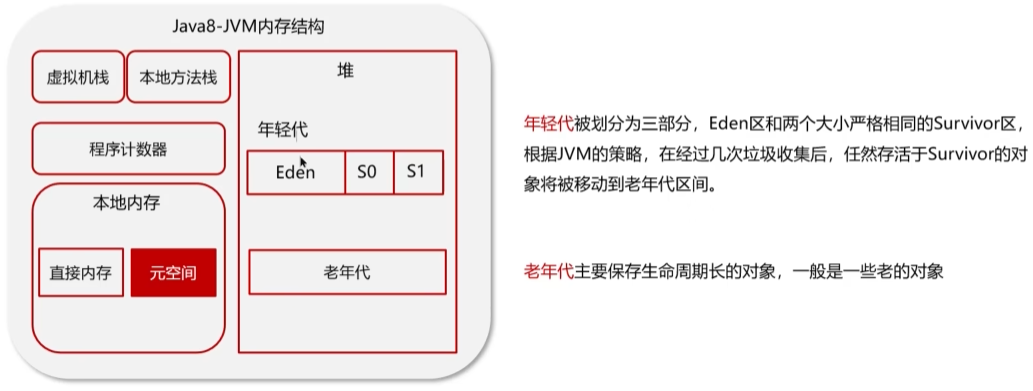 Java8-JVM内存结构
虚拟机栈
本地方法栈
程序计数器
本地内存
直接内存
元空间
堆
年轻代
Eden
S0
S1
老年代
年轻代被划分为三部分，Eden区和两个大小严格相同的Survivor区，
根据JVM的策略，在经过几次垃圾收集后，任然存活于Survivor的对
象将被移动到老年代区间。
老年代主要保存生命周期长的对象，一般是一些老的对象